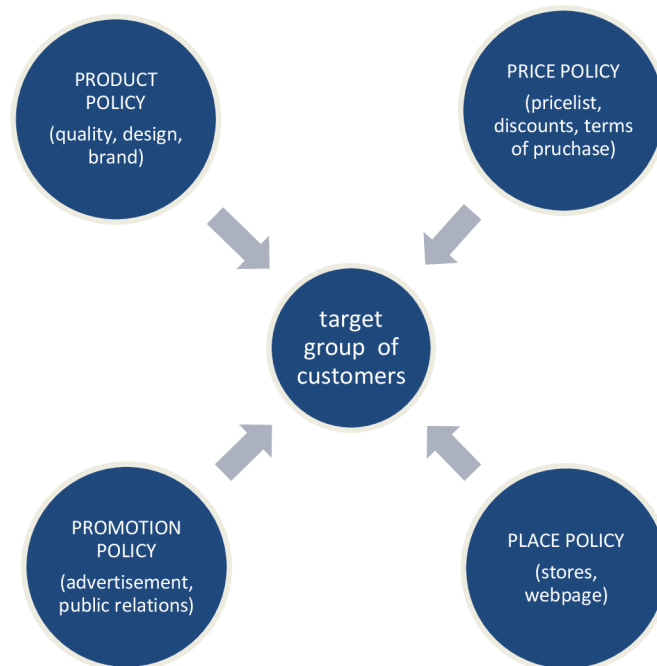 PRODUCT
POLICY
(quality, design,
brand)
PRICE POLICY
(pricelist,
discounts, terms
of pruchase)
target
group of
customers
PROMOTION
POLICY
(advertisement,
public relations)
PLACE POLICY
(stores,
webpage)